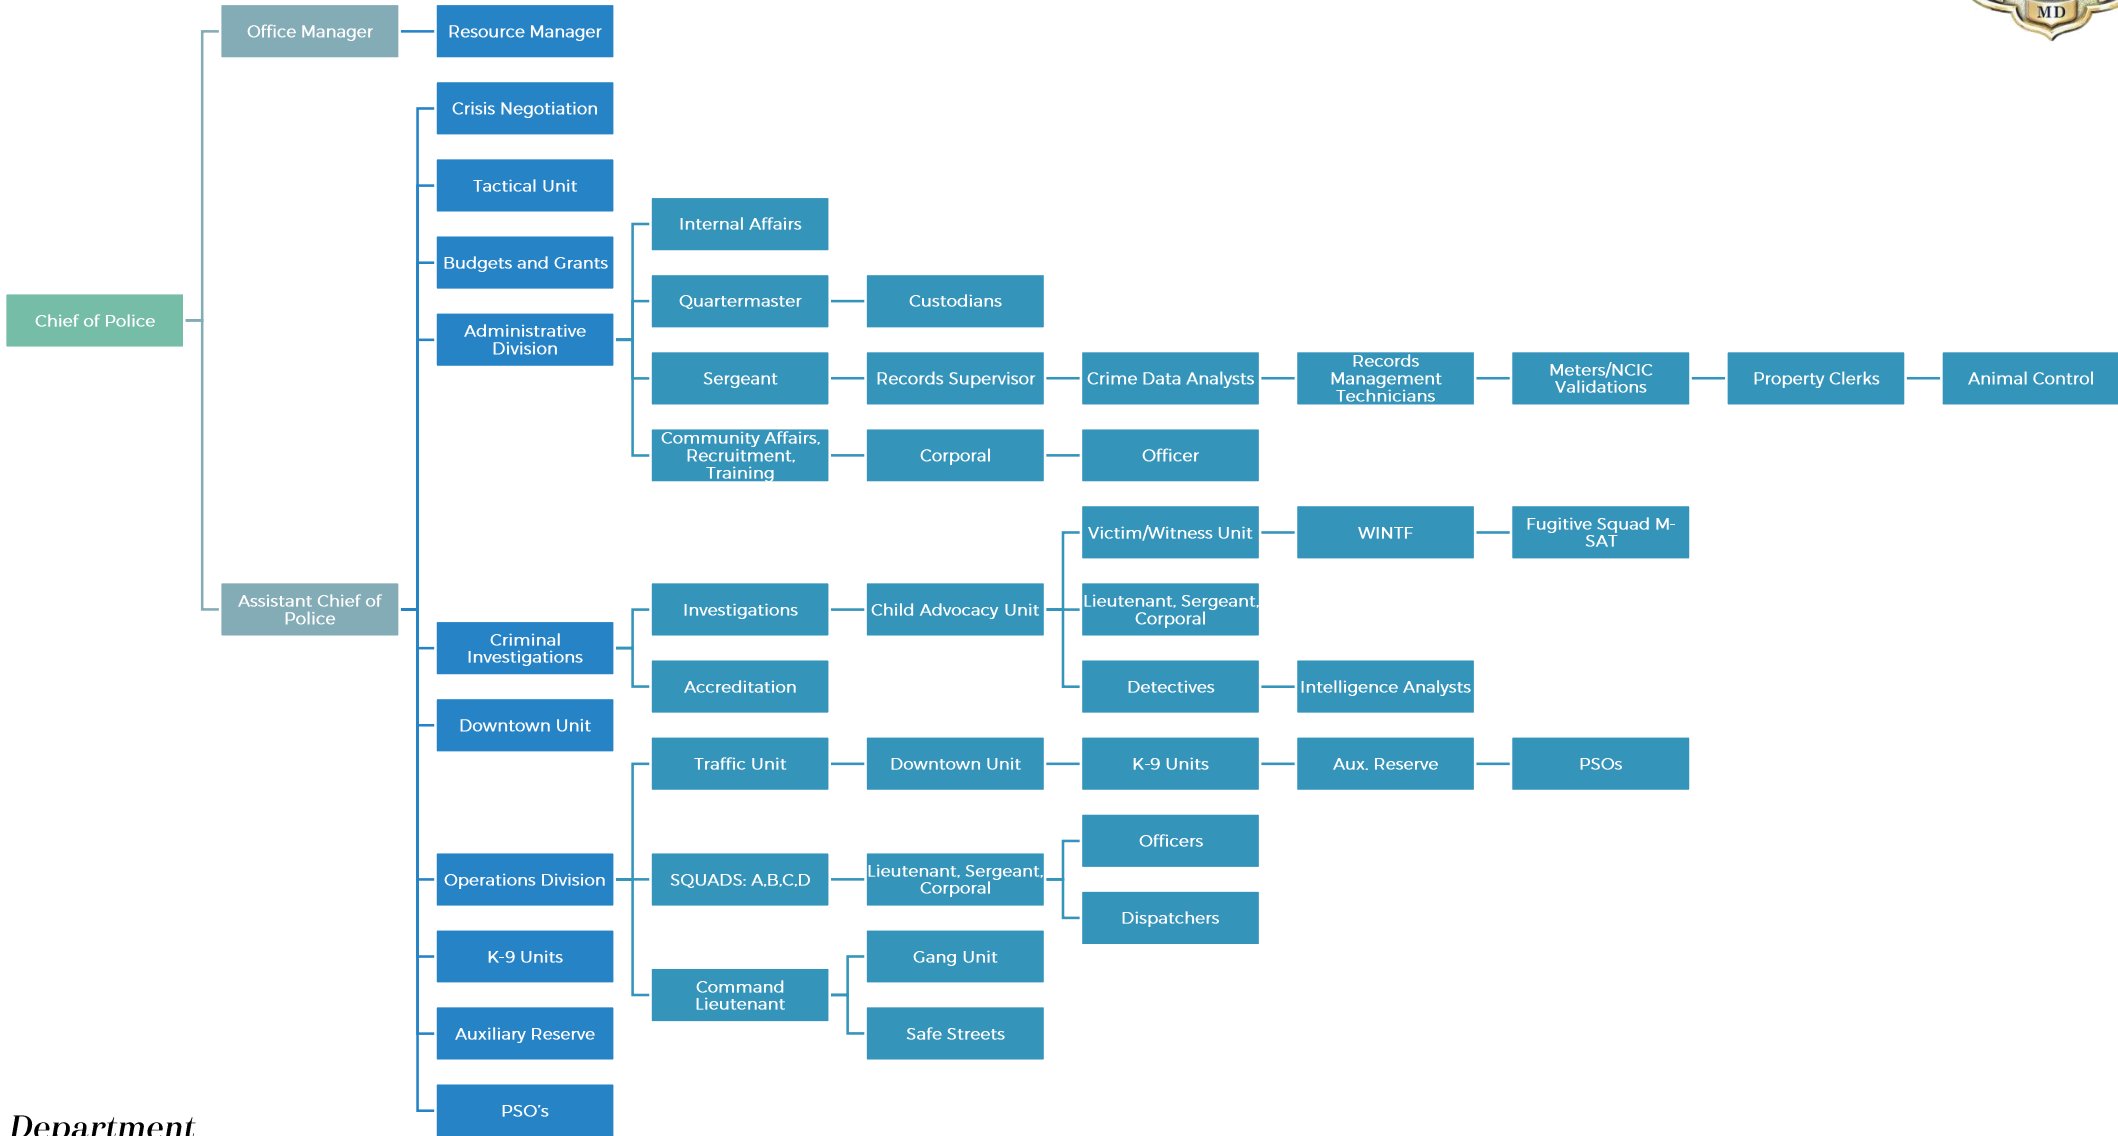 MD
Office Manager
Resource Manager
Crisis Negotiation
Tactical Unit
Internal Affairs
Budgets and Grants
Quartermaster
Custodians
Chief of Police
Administrative
Division
Sergeant
Records Supervisor
Crime Data Analysts
Records
Management
Technicians
Meters/NCIC
Validations
Property Clerks
Animal Control
Community Affairs,
Recruitment,
Training
Corporal
Officer
Victim/Witness Unit
WINTF
Fugitive Squad M-
SAT
Assistant Chief of
Police
Criminal
Investigations
Investigations
Child Advocacy Unit
Lieutenant, Sergeant,
Corporal
Accreditation
Detectives
Intelligence Analysts
Downtown Unit
Traffic Unit
Downtown Unit
K-9 Units
Aux. Reserve
PSOs
Operations Division
SQUADS: A,B,C,D
Lieutenant, Sergeant,
Corporal
Officers
Dispatchers
K-9 Units
Command
Lieutenant
Gang Unit
Safe Streets
Auxiliary Reserve
PSO's
Department